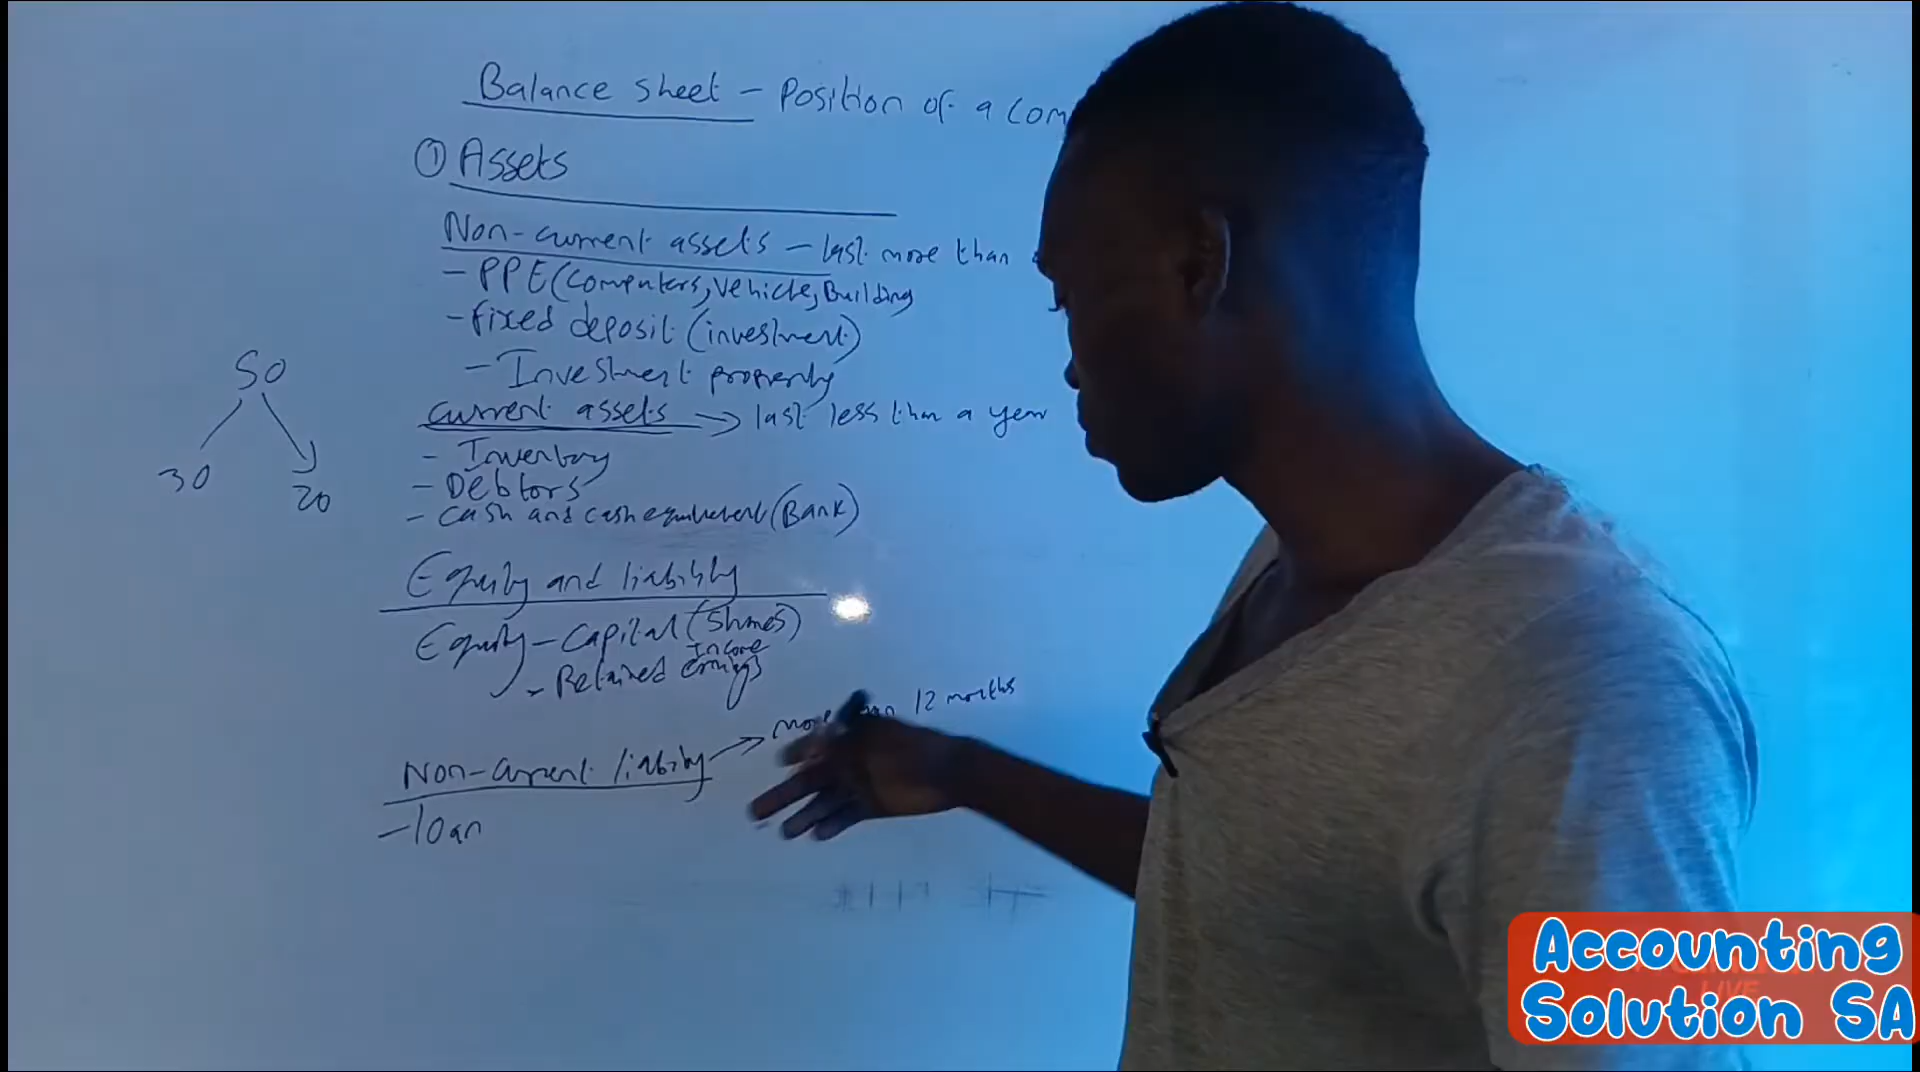 Balance sheet - Position of a com
① Assets
Non-current assets - last more than
- PPE (computers, vehicle, Building
- fixed deposit (investment)
- Investment property
current assets → last less than a year
- Inventory
- Debtors
- cash and cash equivalent (Bank)
50
30
20
Equity and liability
Equity - Capital (Shares)
- Retained Income earnings
Non-current liability → more than 12 months
- loan
Accounting
Solution SA